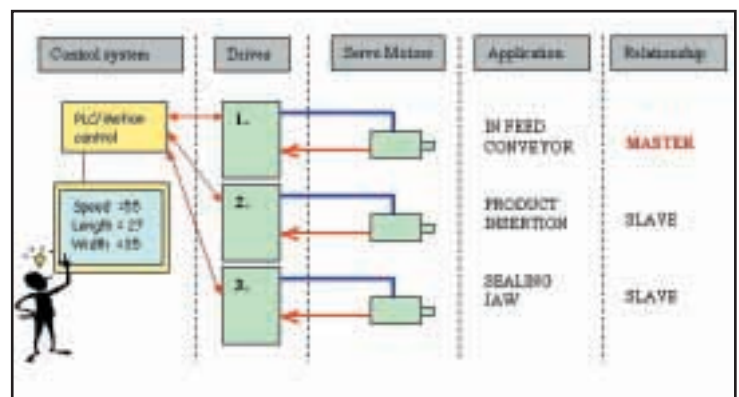 Control system
Drives
Servo Motors
Application
Relationship
PLC/Motion
control
1.
IN FEED
CONVEYOR
MASTER
Speed =55
Length = 27
Width =35
2.
PRODUCT
INSERTION
SLAVE
3.
SEALING
JAW
SLAVE